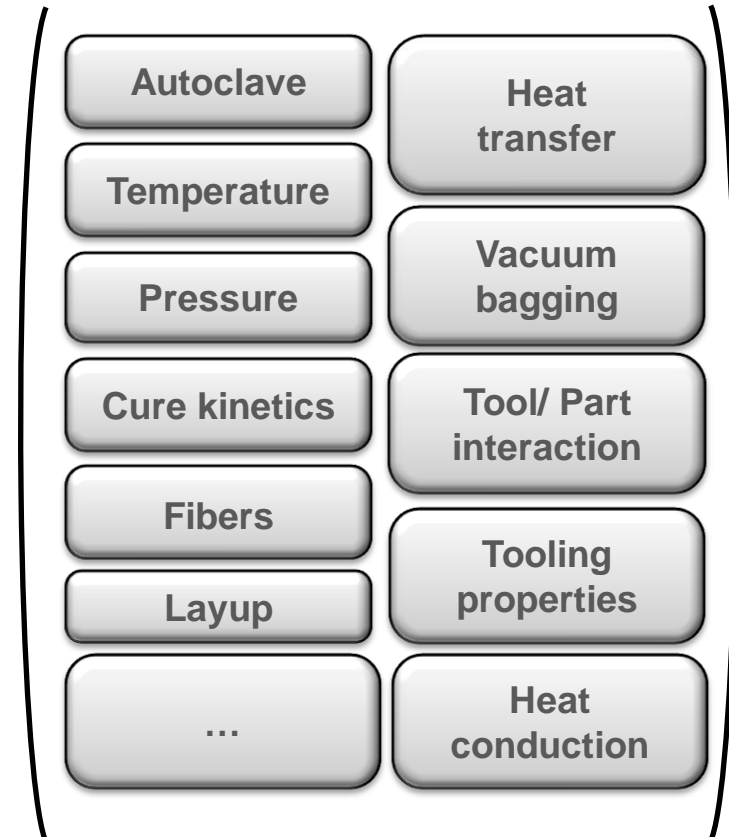 Autoclave
Temperature
Pressure
Cure kinetics
Fibers
Layup
...
Heat
transfer
Vacuum
bagging
Tool/ Part
interaction
Tooling
properties
Heat
conduction